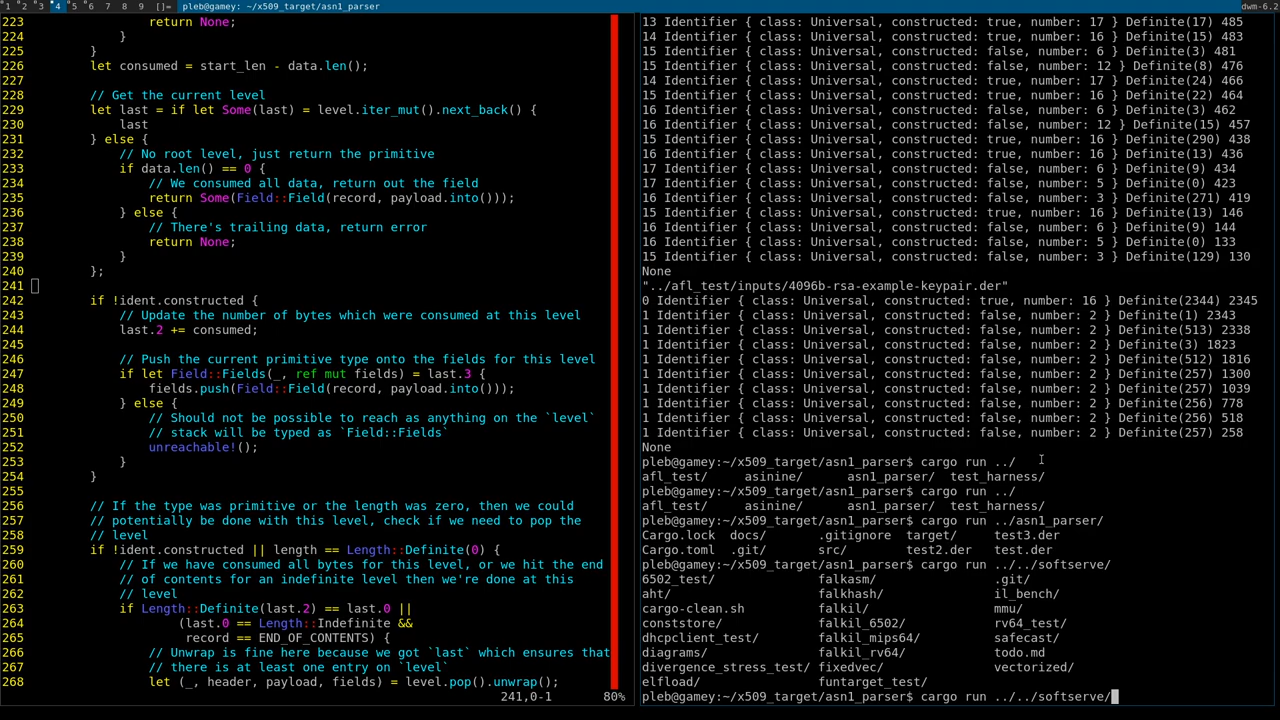 1 2 3 4 5 6 7 8 9 []= pleb@gamey: ~/x509_target/asn1_parser dwm-6.2
223                 return None;
224             }
225         }
226         let consumed = start_len - data.len();
227
228         // Get the current level
229         let last = if let Some(last) = level.iter_mut().next_back() {
230             last
231         } else {
232             // No root level, just return the primitive
233             if data.len() == 0 {
234                 // We consumed all data, return out the field
235                 return Some(Field::Field(record, payload.into()));
236             } else {
237                 // There's trailing data, return error
238                 return None;
239             }
240         };
241
242         if !ident.constructed {
243             // Update the number of bytes which were consumed at this level
244             last.2 += consumed;
245
246             // Push the current primitive type onto the fields for this level
247             if let Field::Fields(_, ref mut fields) = last.3 {
248                 fields.push(Field::Field(record, payload.into()));
249             } else {
250                 // Should not be possible to reach as anything on the `level`
251                 // stack will be typed as `Field::Fields`
252                 unreachable!();
253             }
254         }
255
256         // If the type was primitive or the length was zero, then we could
257         // potentially be done with this level, check if we need to pop the
258         // level
259         if !ident.constructed || length == Length::Definite(0) {
260             // If we have consumed all bytes for this level, or we hit the end
261             // of contents for an indefinite level then we're done at this
262             // level
263             if Length::Definite(last.2) == last.0 ||
264                     (last.0 == Length::Indefinite &&
265                      record == END_OF_CONTENTS) {
266                 // Unwrap is fine here because we got `last` which ensures that
267                 // there is at least one entry on `level`
268                 let (_, header, payload, fields) = level.pop().unwrap();
241,0-1 80%
13 Identifier { class: Universal, constructed: true, number: 17 } Definite(17) 485
14 Identifier { class: Universal, constructed: true, number: 16 } Definite(15) 483
15 Identifier { class: Universal, constructed: false, number: 6 } Definite(3) 481
15 Identifier { class: Universal, constructed: false, number: 12 } Definite(8) 476
14 Identifier { class: Universal, constructed: true, number: 17 } Definite(24) 466
15 Identifier { class: Universal, constructed: true, number: 16 } Definite(22) 464
16 Identifier { class: Universal, constructed: false, number: 6 } Definite(3) 462
16 Identifier { class: Universal, constructed: false, number: 12 } Definite(15) 457
15 Identifier { class: Universal, constructed: true, number: 16 } Definite(290) 438
16 Identifier { class: Universal, constructed: true, number: 16 } Definite(13) 436
17 Identifier { class: Universal, constructed: false, number: 6 } Definite(9) 434
17 Identifier { class: Universal, constructed: false, number: 5 } Definite(0) 423
16 Identifier { class: Universal, constructed: false, number: 3 } Definite(271) 419
15 Identifier { class: Universal, constructed: true, number: 16 } Definite(13) 146
16 Identifier { class: Universal, constructed: false, number: 6 } Definite(9) 144
16 Identifier { class: Universal, constructed: false, number: 5 } Definite(0) 133
15 Identifier { class: Universal, constructed: false, number: 3 } Definite(129) 130
None
"../afl_test/inputs/4096b-rsa-example-keypair.der"
0 Identifier { class: Universal, constructed: true, number: 16 } Definite(2344) 2345
1 Identifier { class: Universal, constructed: false, number: 2 } Definite(1) 2343
1 Identifier { class: Universal, constructed: false, number: 2 } Definite(513) 2338
1 Identifier { class: Universal, constructed: false, number: 2 } Definite(3) 1823
1 Identifier { class: Universal, constructed: false, number: 2 } Definite(512) 1816
1 Identifier { class: Universal, constructed: false, number: 2 } Definite(257) 1300
1 Identifier { class: Universal, constructed: false, number: 2 } Definite(257) 1039
1 Identifier { class: Universal, constructed: false, number: 2 } Definite(256) 778
1 Identifier { class: Universal, constructed: false, number: 2 } Definite(256) 518
1 Identifier { class: Universal, constructed: false, number: 2 } Definite(257) 258
None
pleb@gamey:~/x509_target/asn1_parser$ cargo run ../
afl_test/     asinine/      asn1_parser/  test_harness/
pleb@gamey:~/x509_target/asn1_parser$ cargo run ../
afl_test/     asinine/      asn1_parser/  test_harness/
pleb@gamey:~/x509_target/asn1_parser$ cargo run ../asn1_parser/
Cargo.lock  docs/       .gitignore  target/     test3.der
Cargo.toml  .git/       src/        test2.der   test.der
pleb@gamey:~/x509_target/asn1_parser$ cargo run ../../softserve/
6502_test/              falkasm/                .git/
aht/                    falkhash/               il_bench/
cargo-clean.sh          falkil/                 mmu/
conststore/             falkil_6502/            rv64_test/
dhcpclient_test/        falkil_mips64/          safecast/
diagrams/               falkil_rv64/            todo.md
divergence_stress_test/ fixedvec/               vectorized/
elfload/                funtarget_test/
pleb@gamey:~/x509_target/asn1_parser$ cargo run ../../softserve/